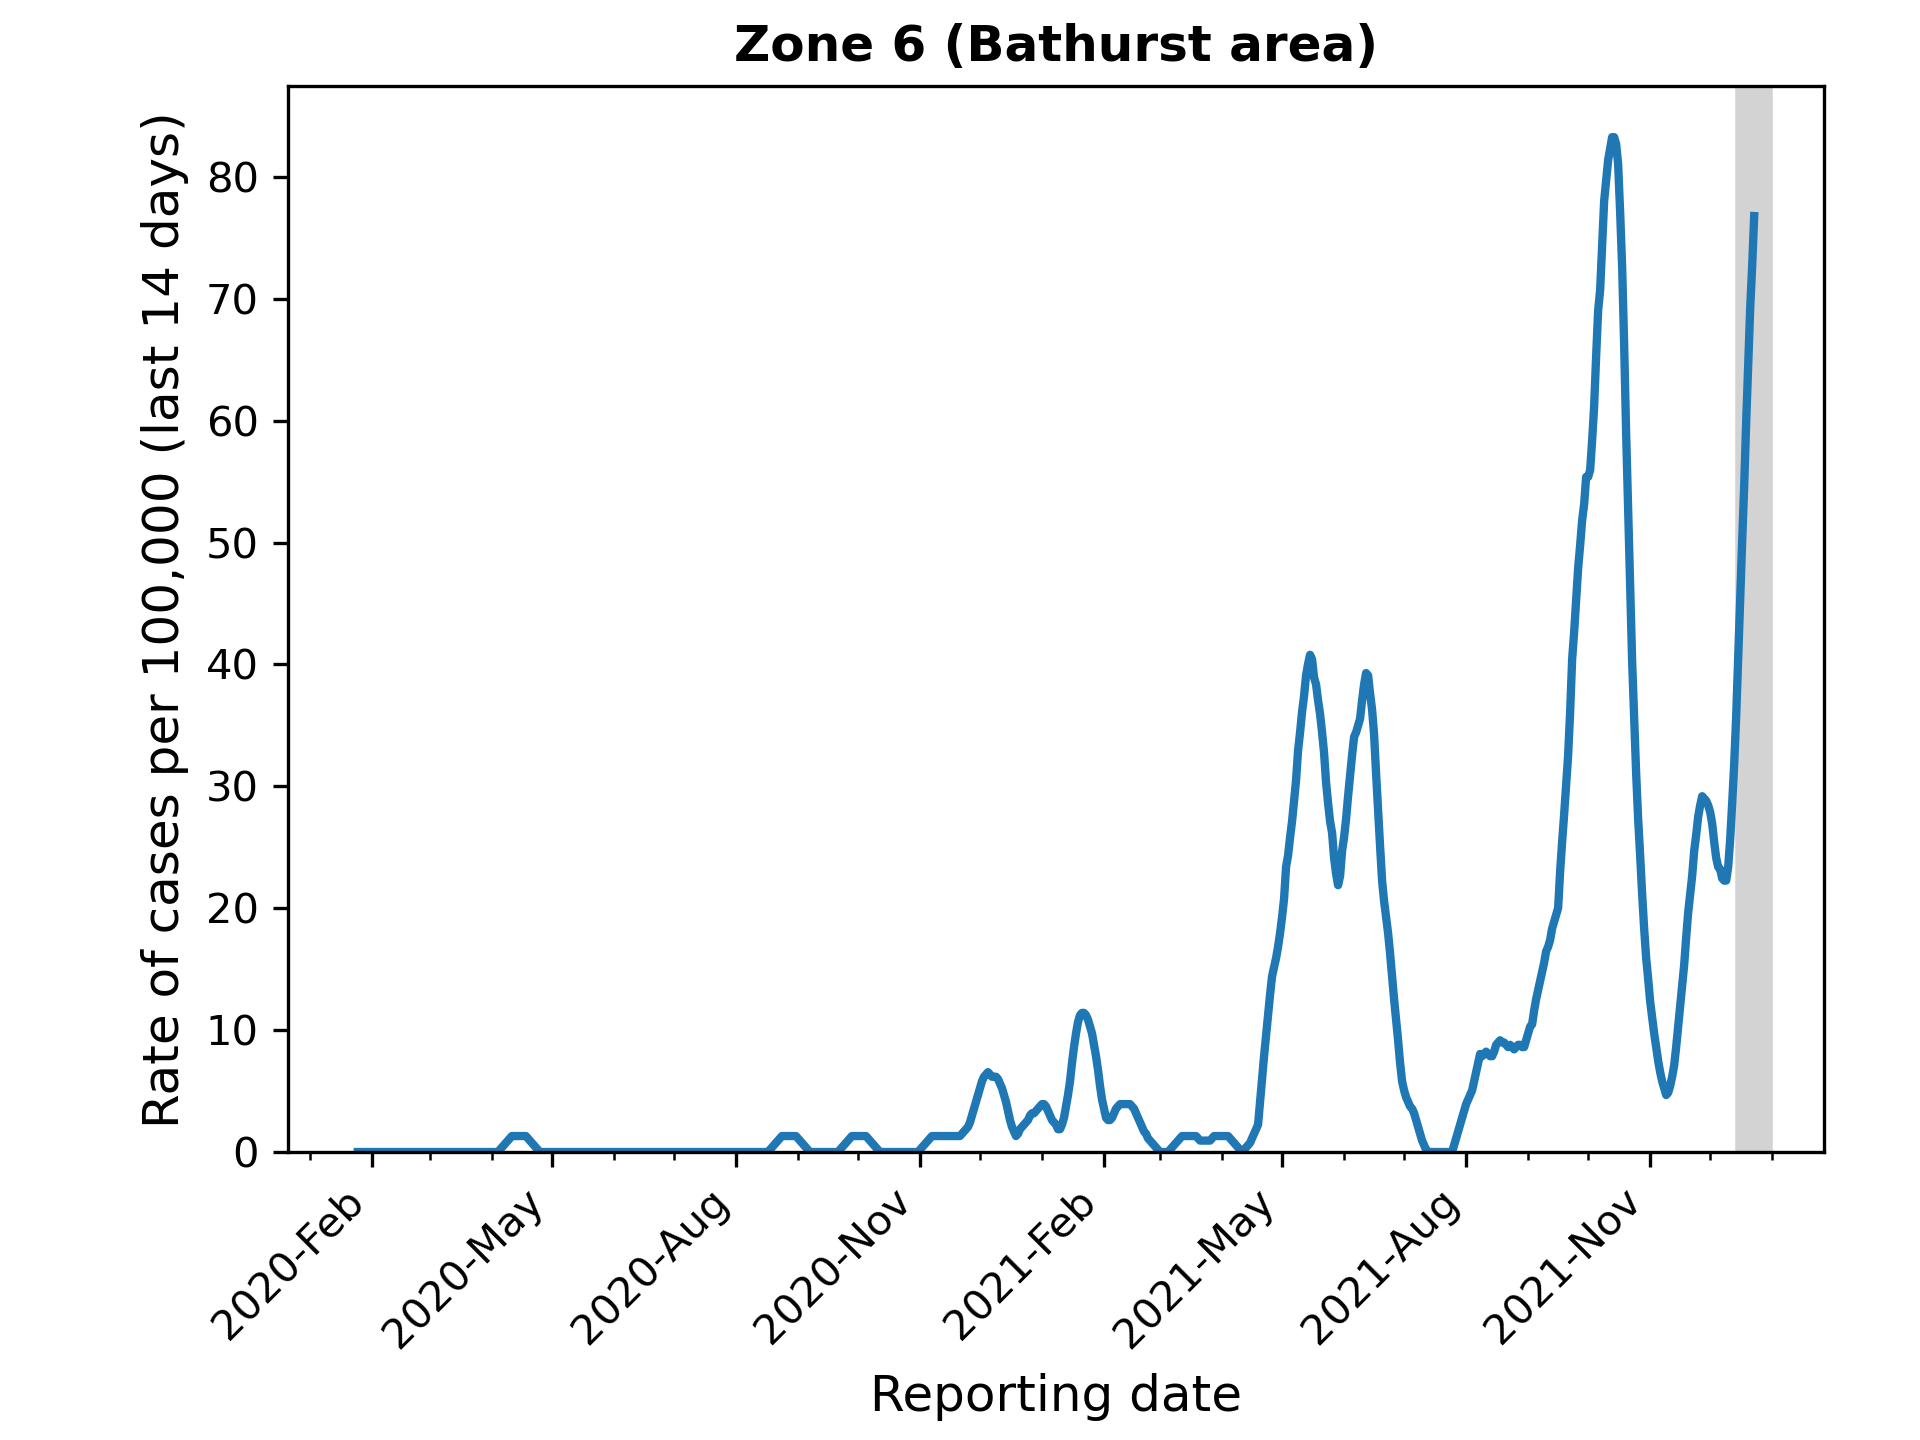 Zone 6 (Bathurst area)
Rate of cases per 100,000 (last 14 days)
80
70
60
50
40
30
20
10
0
2020-Feb
2020-May
2020-Aug
2020-Nov
2021-Feb
2021-May
2021-Aug
2021-Nov
Reporting date